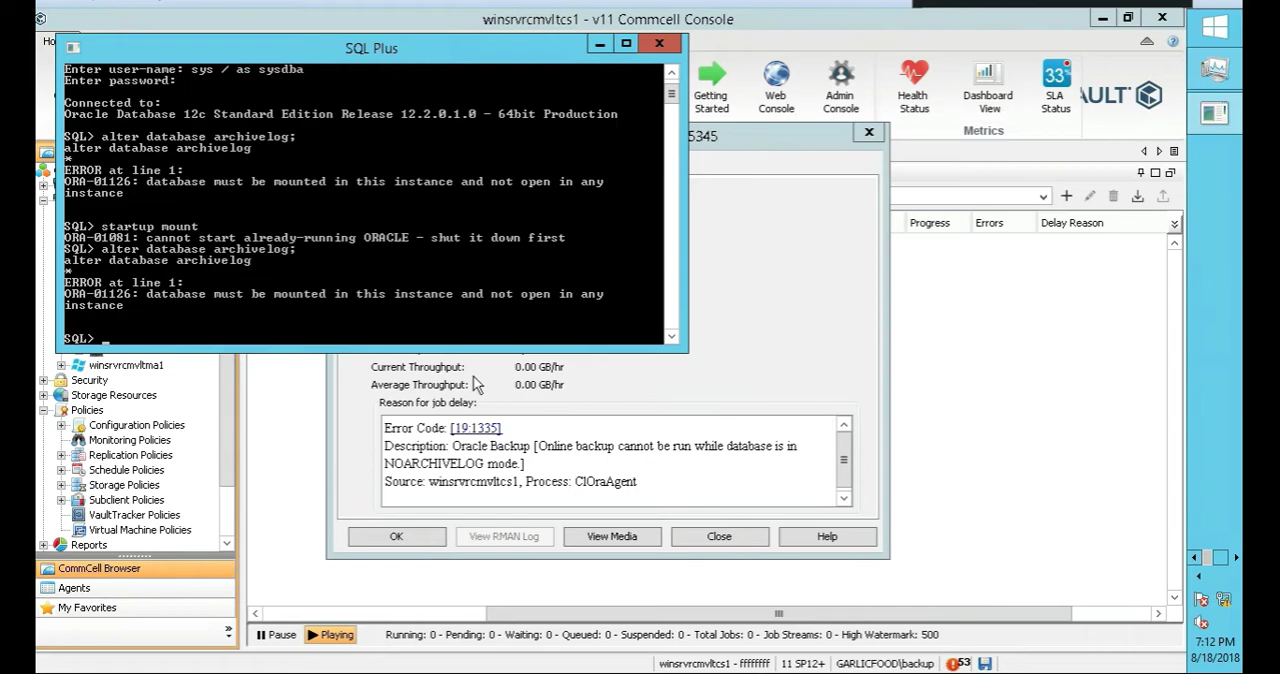 winsrvrcmvltcs1 - v11 Commcell Console
SQL Plus
Enter user-name: sys / as sysdba
Enter password:
Connected to:
Oracle Database 12c Standard Edition Release 12.2.0.1.0 - 64bit Production
SQL> alter database archivelog;
alter database archivelog
*
ERROR at line 1:
ORA-01126: database must be mounted in this instance and not open in any
instance
SQL> startup mount
ORA-01081: cannot start already-running ORACLE - shut it down first
SQL> alter database archivelog;
alter database archivelog
*
ERROR at line 1:
ORA-01126: database must be mounted in this instance and not open in any
instance
SQL> _
Ho
Getting Started
Web Console
Admin Console
Health Status
Dashboard View
33
SLA Status
AULT
Metrics
5345
Progress
Errors
Delay Reason
winsrvrcmvltma1
Security
Storage Resources
Policies
Configuration Policies
Monitoring Policies
Replication Policies
Schedule Policies
Storage Policies
Subclient Policies
VaultTracker Policies
Virtual Machine Policies
Reports
CommCell Browser
Agents
My Favorites
Current Throughput: 0.00 GB/hr
Average Throughput: 0.00 GB/hr
Reason for job delay:
Error Code: [19:1335]
Description: Oracle Backup [Online backup cannot be run while database is in
NOARCHIVELOG mode.]
Source: winsrvrcmvltcs1, Process: ClOraAgent
OK
View RMAN Log
View Media
Close
Help
Pause
Playing
Running: 0 - Pending: 0 - Waiting: 0 - Queued: 0 - Suspended: 0 - Total Jobs: 0 - Job Streams: 0 - High Watermark: 500
winsrvrcmvltcs1 - ffffffff
11 SP12+
GARLICFOOD\backup
53
7:12 PM
8/18/2018